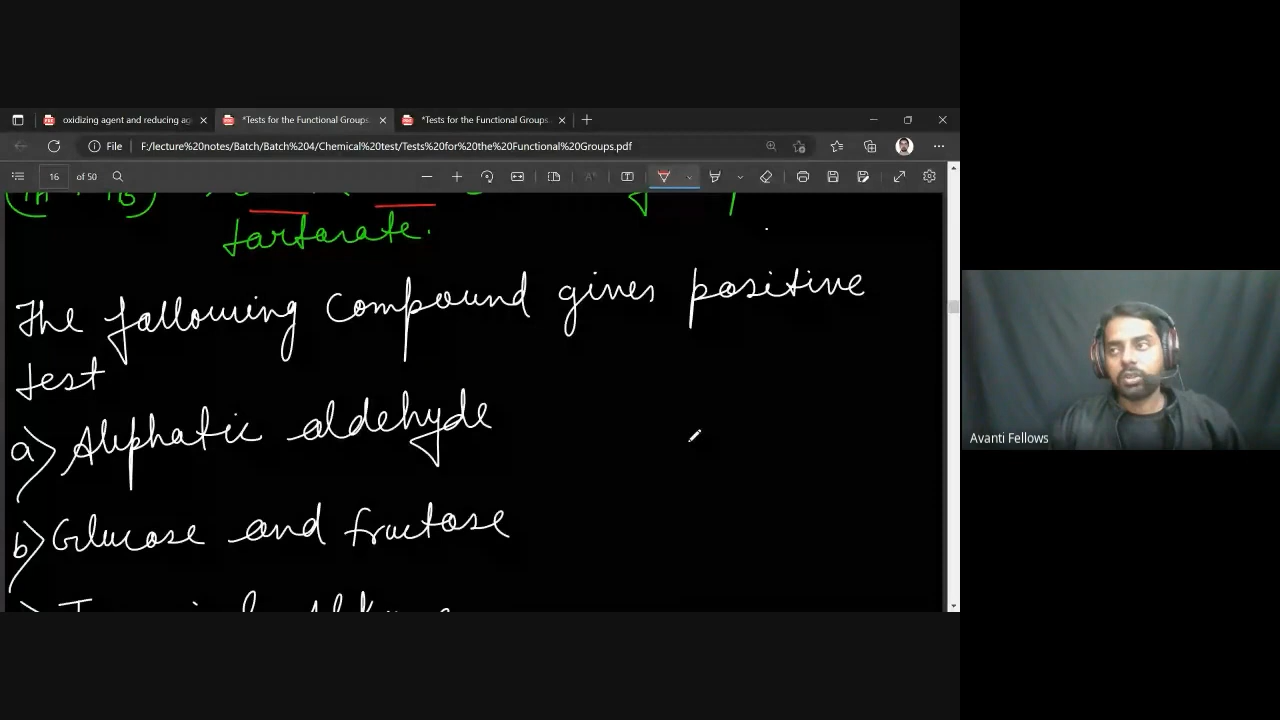 oxidizing agent and reducing ag
*Tests for the Functional Groups.
*Tests for the Functional Groups.
File
F:/lecture%20notes/Batch/Batch%204/Chemical%20test/Tests%20for%20the%20Functional%20Groups.pdf
16 of 50
tartarate.
The following compound gives positive
test
a) Aliphatic aldehyde
b) Glucose and fructose
Avanti Fellows